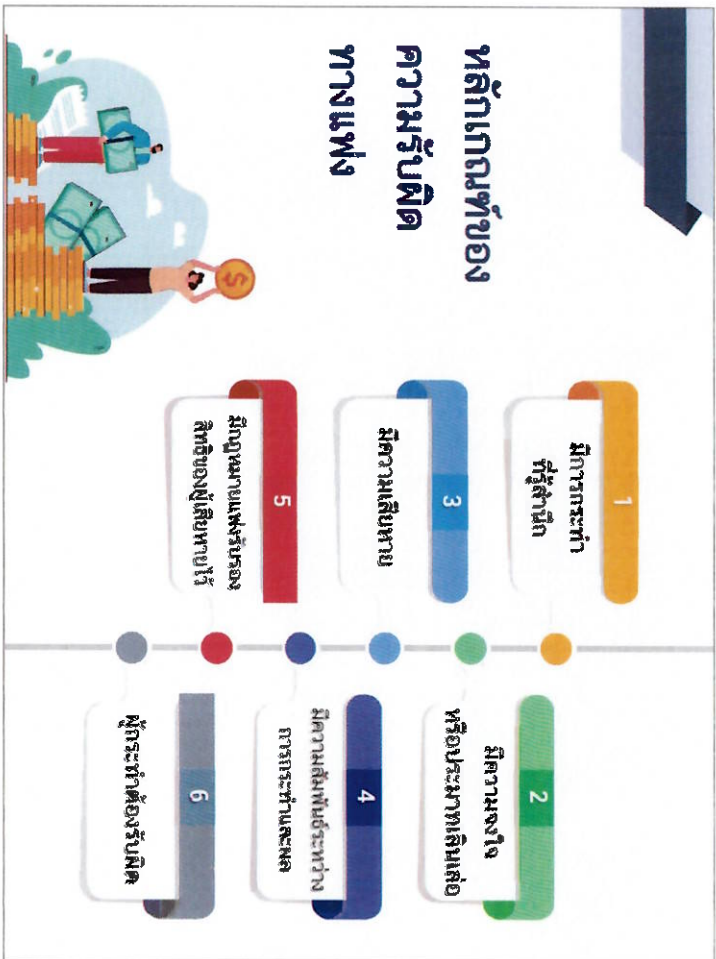 หลักเกณฑ์ของ
ความรับผิด
ทางแพ่ง
1
มีการกระทำ
ที่รู้สำนึก
2
มีความจงใจ
หรือประมาทเลินเล่อ
3
มีความเสียหาย
4
มีความสัมพันธ์ระหว่าง
การกระทำและผล
5
มีกฎหมายแพ่งรับรอง
สิทธิของผู้เสียหายไว้
6
ผู้กระทำต้องรับผิด